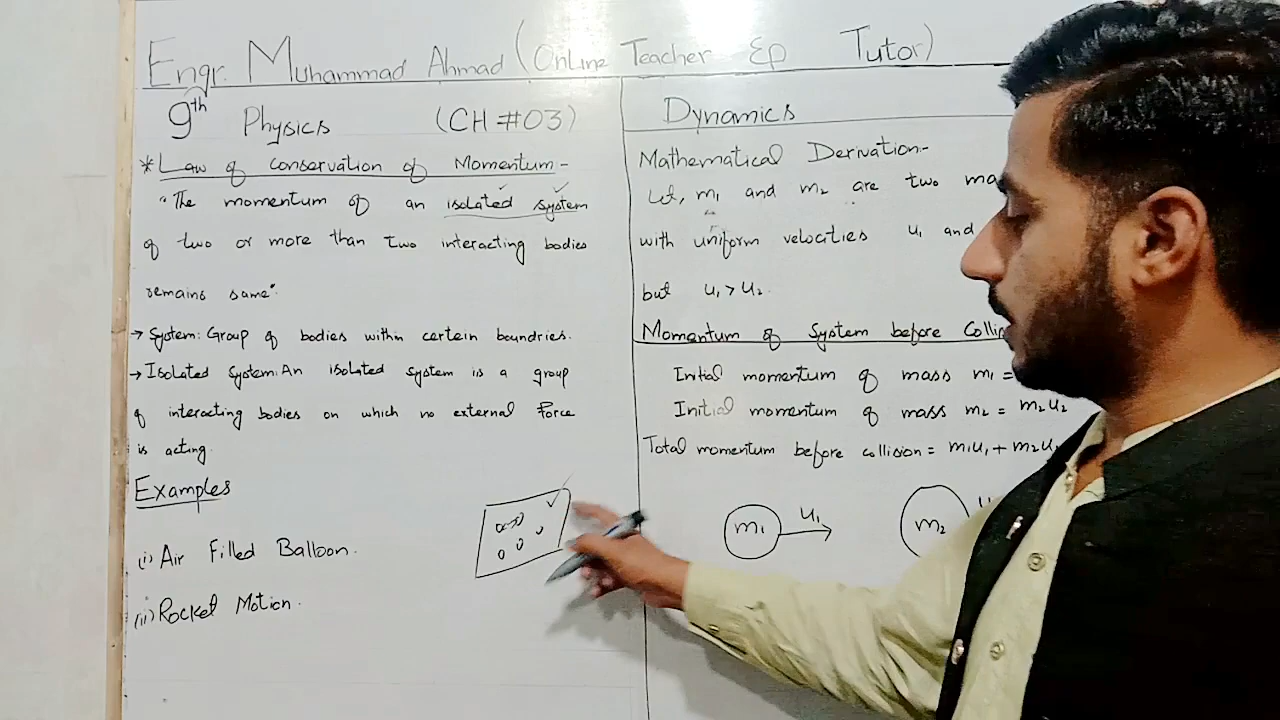 Engr. Muhammad Ahmad (Online Teacher & Tutor)
9th Physics (CH #03)
* Law of conservation of Momentum:-
"The momentum of an isolated system
of two or more than two interacting bodies
remains same".
→ System: Group of bodies within certain boundries.
→ Isolated System: An isolated system is a group
of interacting bodies on which no external Force
is acting.
Examples
(i) Air Filled Balloon.
(ii) Rocket Motion.
Dynamics
Mathematical Derivation:-
Let, m₁ and m₂ are two
with uniform velocities u₁ and
but u₁ > u₂.
Momentum of System before
Initial momentum of mass m₁ =
Initial momentum of mass m₂ = m₂u₂
Total momentum before collision = m₁u₁ + m₂u
m₁ u₁ m₂